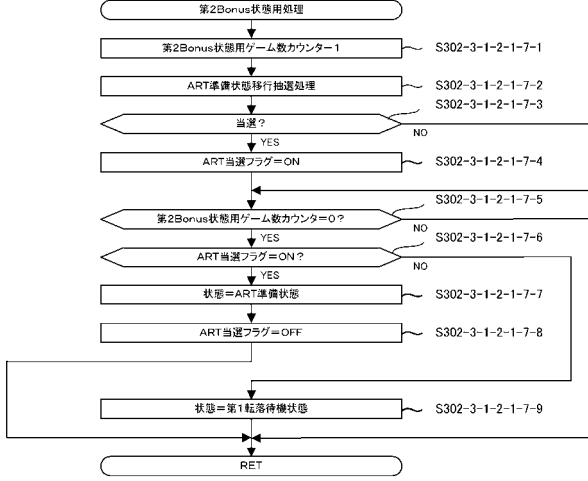 第2Bonus状態用処理
第2Bonus状態用ゲーム数カウンター1
S302-3-1-2-1-7-1
ART準備状態移行抽選処理
S302-3-1-2-1-7-2
S302-3-1-2-1-7-3
当選？
NO
YES
ART当選フラグ=ON
S302-3-1-2-1-7-4
S302-3-1-2-1-7-5
第2Bonus状態用ゲーム数カウンタ=0？
NO
YES
S302-3-1-2-1-7-6
ART当選フラグ=ON？
NO
YES
状態=ART準備状態
S302-3-1-2-1-7-7
ART当選フラグ=OFF
S302-3-1-2-1-7-8
状態=第1転落待機状態
S302-3-1-2-1-7-9
RET